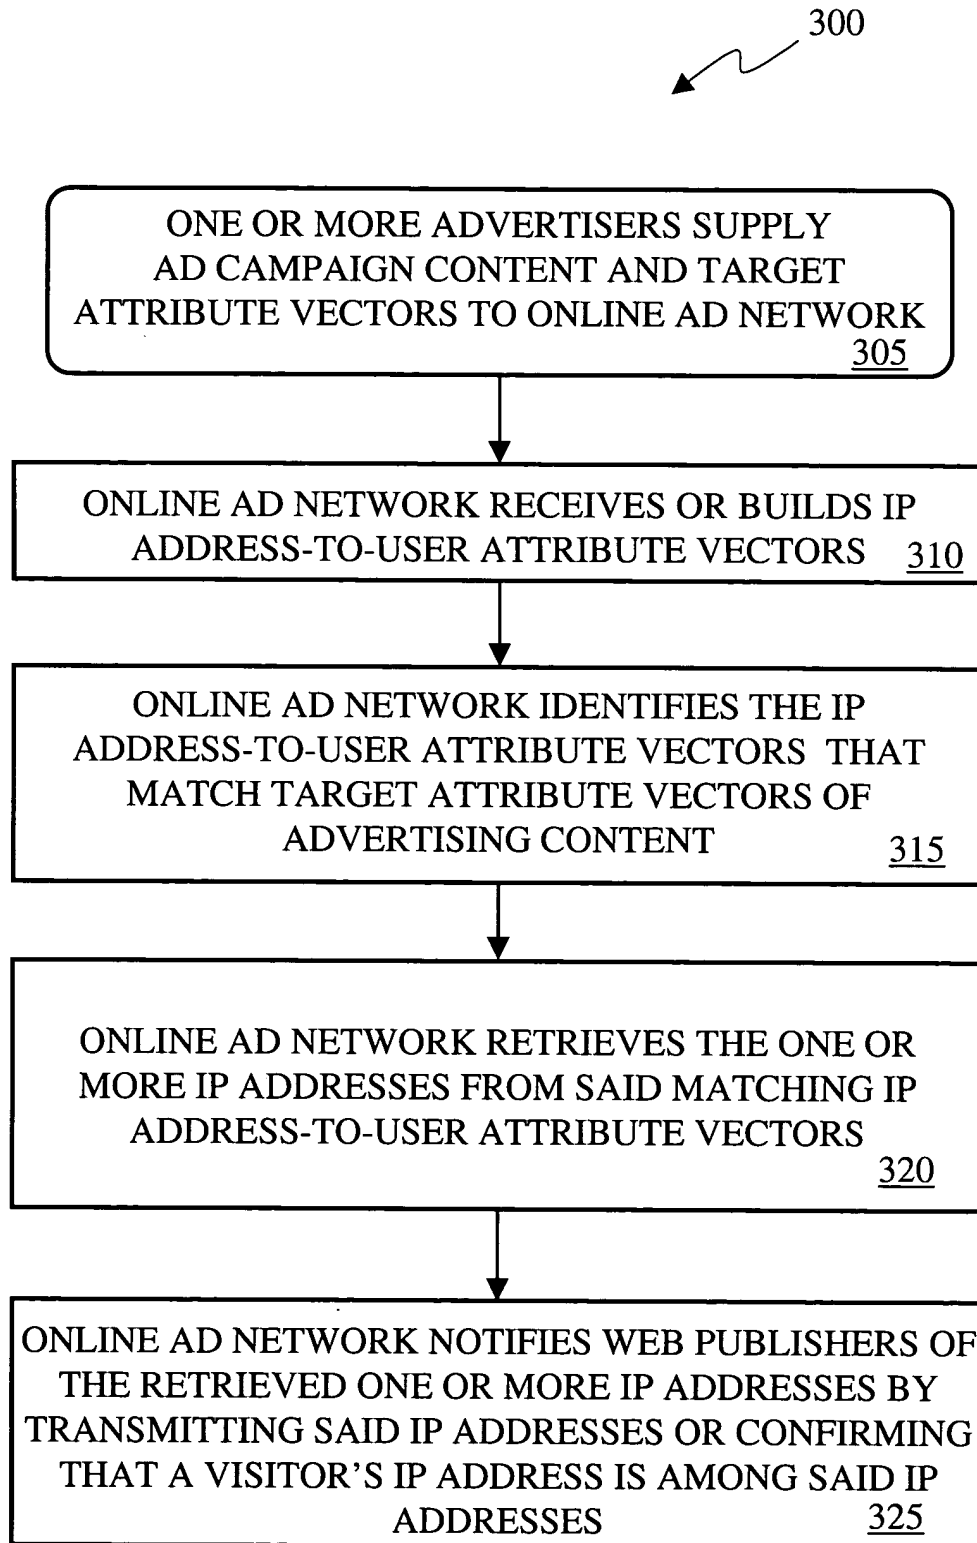 300
ONE OR MORE ADVERTISERS SUPPLY
AD CAMPAIGN CONTENT AND TARGET
ATTRIBUTE VECTORS TO ONLINE AD NETWORK
305
ONLINE AD NETWORK RECEIVES OR BUILDS IP
ADDRESS-TO-USER ATTRIBUTE VECTORS 310
ONLINE AD NETWORK IDENTIFIES THE IP
ADDRESS-TO-USER ATTRIBUTE VECTORS THAT
MATCH TARGET ATTRIBUTE VECTORS OF
ADVERTISING CONTENT 315
ONLINE AD NETWORK RETRIEVES THE ONE OR
MORE IP ADDRESSES FROM SAID MATCHING IP
ADDRESS-TO-USER ATTRIBUTE VECTORS
320
ONLINE AD NETWORK NOTIFIES WEB PUBLISHERS OF
THE RETRIEVED ONE OR MORE IP ADDRESSES BY
TRANSMITTING SAID IP ADDRESSES OR CONFIRMING
THAT A VISITOR'S IP ADDRESS IS AMONG SAID IP
ADDRESSES 325